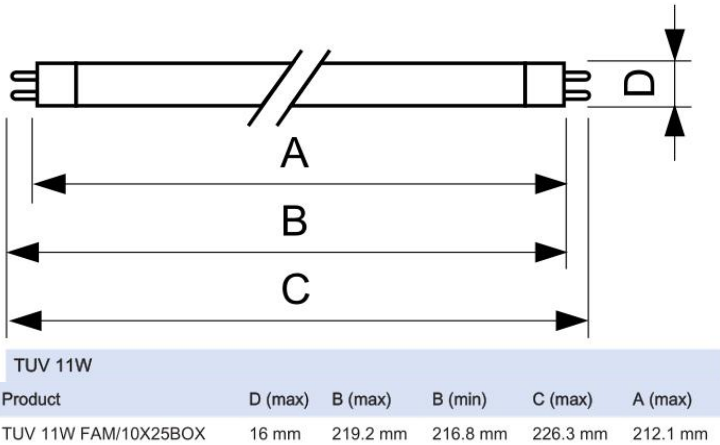 D
A
B
C
TUV 11W
Product D (max) B (max) B (min) C (max) A (max)
TUV 11W FAM/10X25BOX 16 mm 219.2 mm 216.8 mm 226.3 mm 212.1 mm